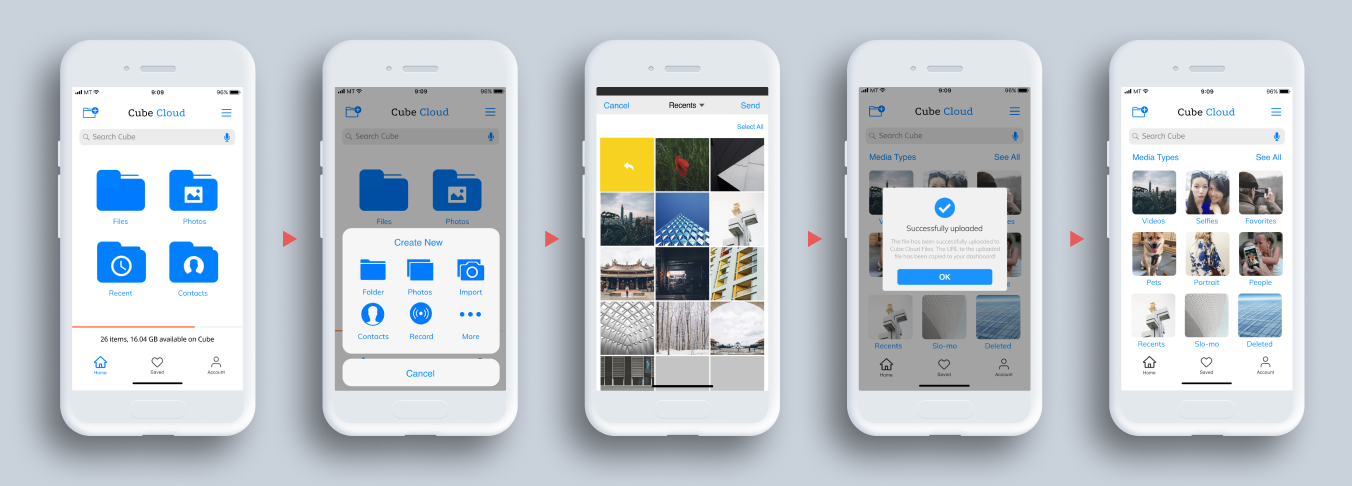 MT 9:09 96%
Cube Cloud
Search Cube
Files Photos
Recent Contacts
26 items, 16.04 GB available on Cube
Home Saved Account
MT 9:09 96%
Cube Cloud
Search Cube
Files Photos
Create New
Folder Photos Import
Contacts Record More
Cancel
Cancel Recents Send
Select All
MT 9:09 96%
Cube Cloud
Search Cube
Media Types See All
Successfully uploaded
The file has been successfully uploaded to
Cube Cloud Files. The URL to the uploaded
file has been copied to your dashboard!
OK
Recents Slo-mo Deleted
Home Saved Account
MT 9:09 96%
Cube Cloud
Search Cube
Media Types See All
Videos Selfies Favorites
Pets Portrait People
Recents Slo-mo Deleted
Home Saved Account